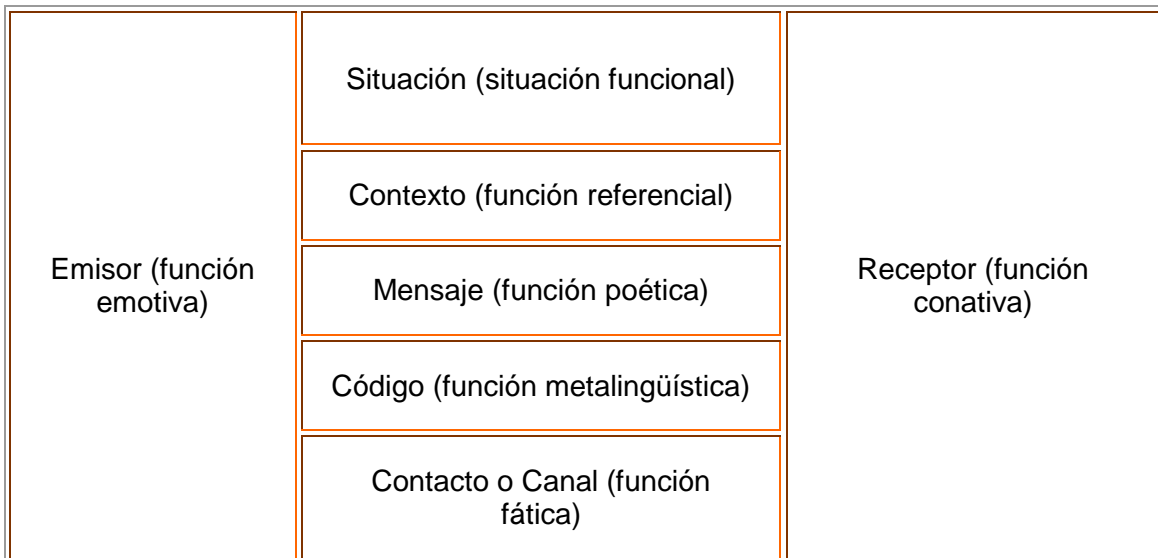 Emisor (función
emotiva)
Situación (situación funcional)
Contexto (función referencial)
Mensaje (función poética)
Código (función metalingüística)
Contacto o Canal (función
fática)
Receptor (función
conativa)